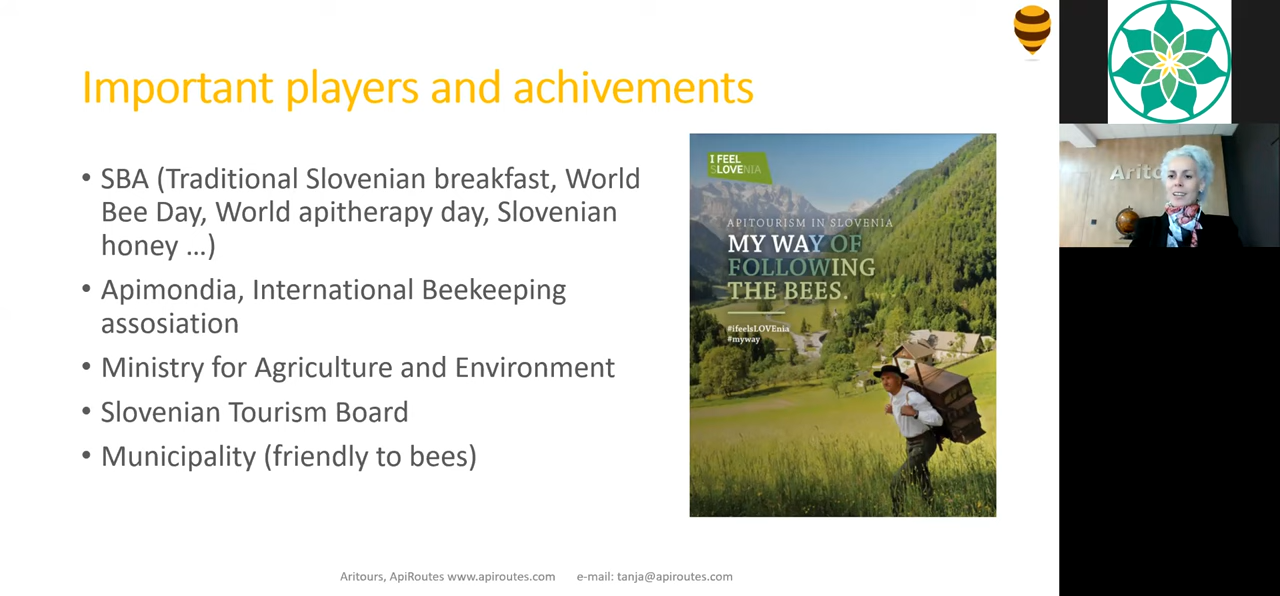 Important players and achivements
• SBA (Traditional Slovenian breakfast, World
Bee Day, World apitherapy day, Slovenian
honey ...)
• Apimondia, International Beekeeping
assosiation
• Ministry for Agriculture and Environment
• Slovenian Tourism Board
• Municipality (friendly to bees)
I FEEL
SLOVENIA
APITOURISM IN SLOVENIA
MY WAY OF
FOLLOWING
THE BEES.
#ifeelsLOVEnia
#myway
Aritours, ApiRoutes www.apiroutes.com e-mail: tanja@apiroutes.com